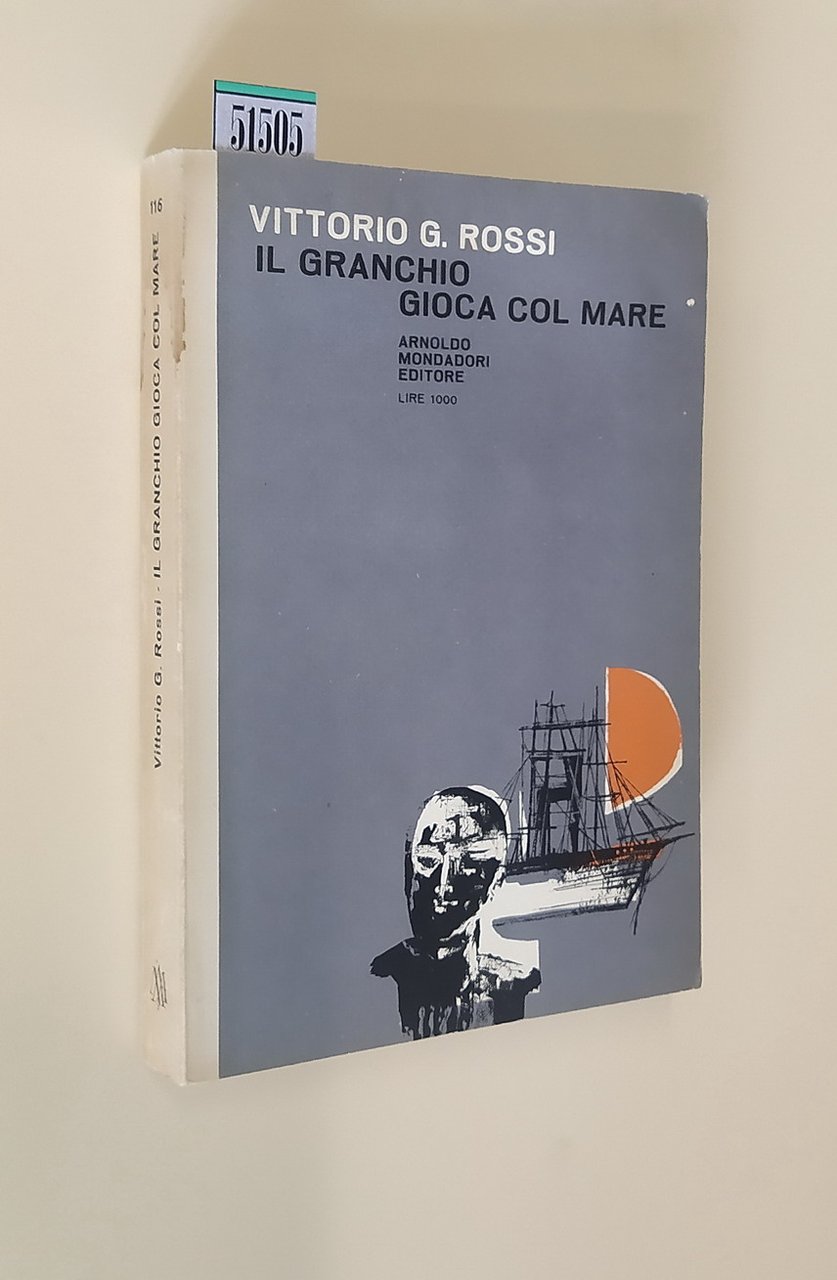 51505
VITTORIO G. ROSSI
IL GRANCHIO
GIOCA COL MARE
ARNOLDO
MONDADORI
EDITORE
LIRE 1000
116
Vittorio G. Rossi - IL GRANCHIO GIOCA COL MARE